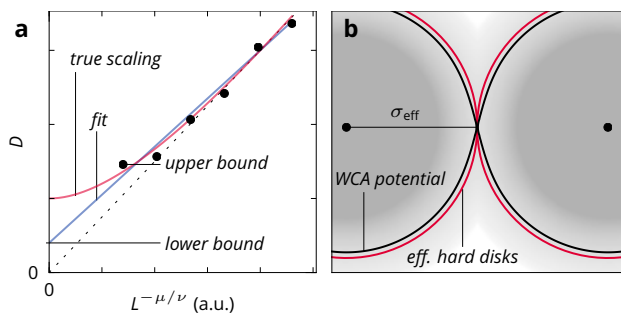 a
true scaling
fit
upper bound
lower bound
D
0
0
L^{−μ/ν} (a.u.)
b
σ_eff
WCA potential
eff. hard disks